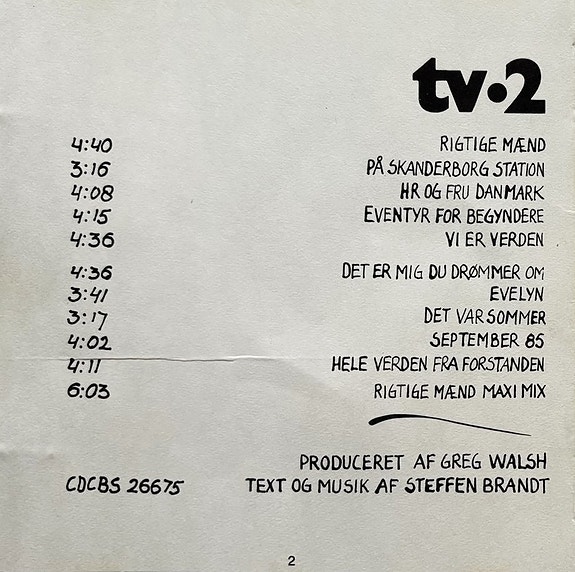 tv·2
4:40 RIGTIGE MÆND
3:16 PÅ SKANDERBORG STATION
4:08 HR OG FRU DANMARK
4:15 EVENTYR FOR BEGYNDERE
4:36 VI ER VERDEN
4:36 DET ER MIG DU DRØMMER OM
3:41 EVELYN
3:17 DET VAR SOMMER
4:02 SEPTEMBER 85
4:11 HELE VERDEN FRA FORSTANDEN
6:03 RIGTIGE MÆND MAXI MIX
PRODUCERET AF GREG WALSH
CDCBS 26675 TEXT OG MUSIK AF STEFFEN BRANDT
2